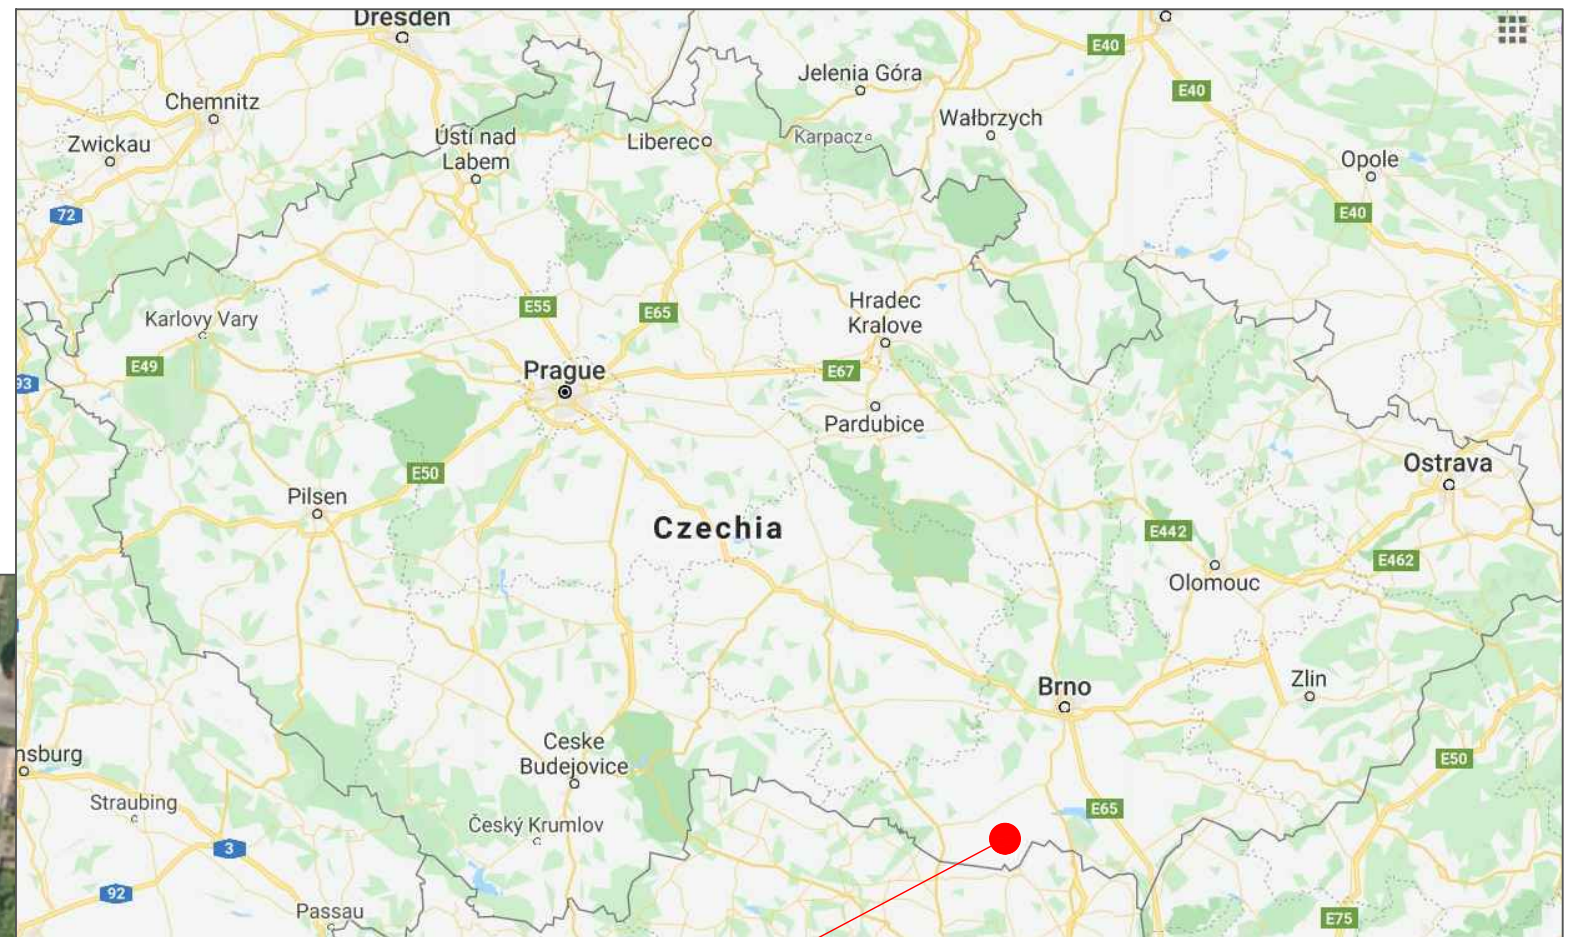 Dresden
E40
Jelenia Góra
E40
Chemnitz
Wałbrzych
Zwickau
Ústí nad
Labem
Liberec
Karpacz
Opole
72
E40
E55
E65
Hradec
Kralove
Karlovy Vary
E49
Prague
E67
93
Pardubice
E50
Ostrava
Pilsen
Czechia
E442
E462
Olomouc
Brno
Zlin
nsburg
Ceske
Budejovice
E50
Straubing
E65
Český Krumlov
3
92
Passau
E75